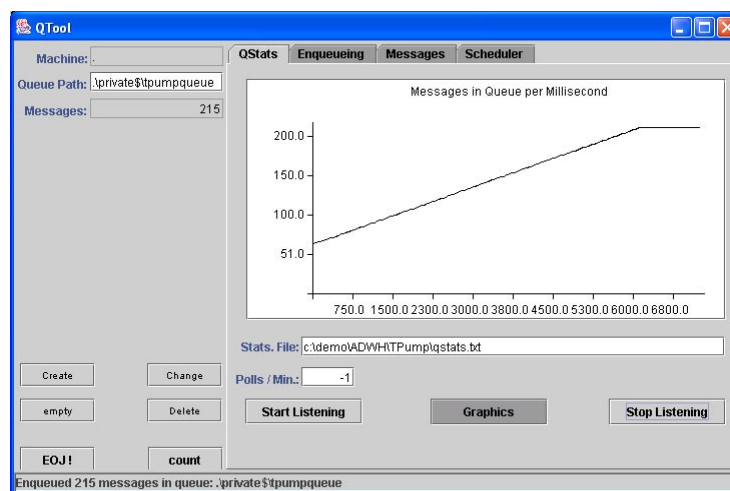 QTool
Machine: .
QStats Enqueueing Messages Scheduler
Queue Path: .\private$\tpumpqueue
Messages: 215
Messages in Queue per Millisecond
200.0
150.0
100.0
51.0
750.0 1500.0 2300.0 3000.0 3800.0 4500.0 5300.0 6000.0 6800.0
Stats. File: c:\demo\ADWH\TPump\qstats.txt
Create Change Polls / Min.: -1
empty Delete Start Listening Graphics Stop Listening
EOJ! count
Enqueued 215 messages in queue: .\private$\tpumpqueue